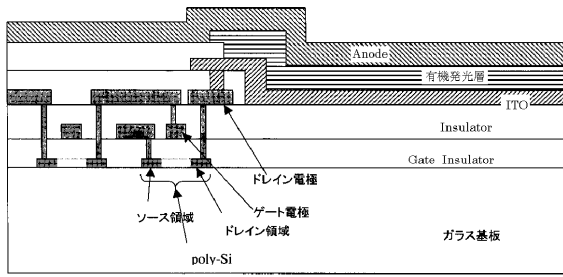 Anode
有機発光層
ITO
Insulator
Gate Insulator
ドレイン電極
ゲート電極
ソース領域
ドレイン領域
poly-Si
ガラス基板